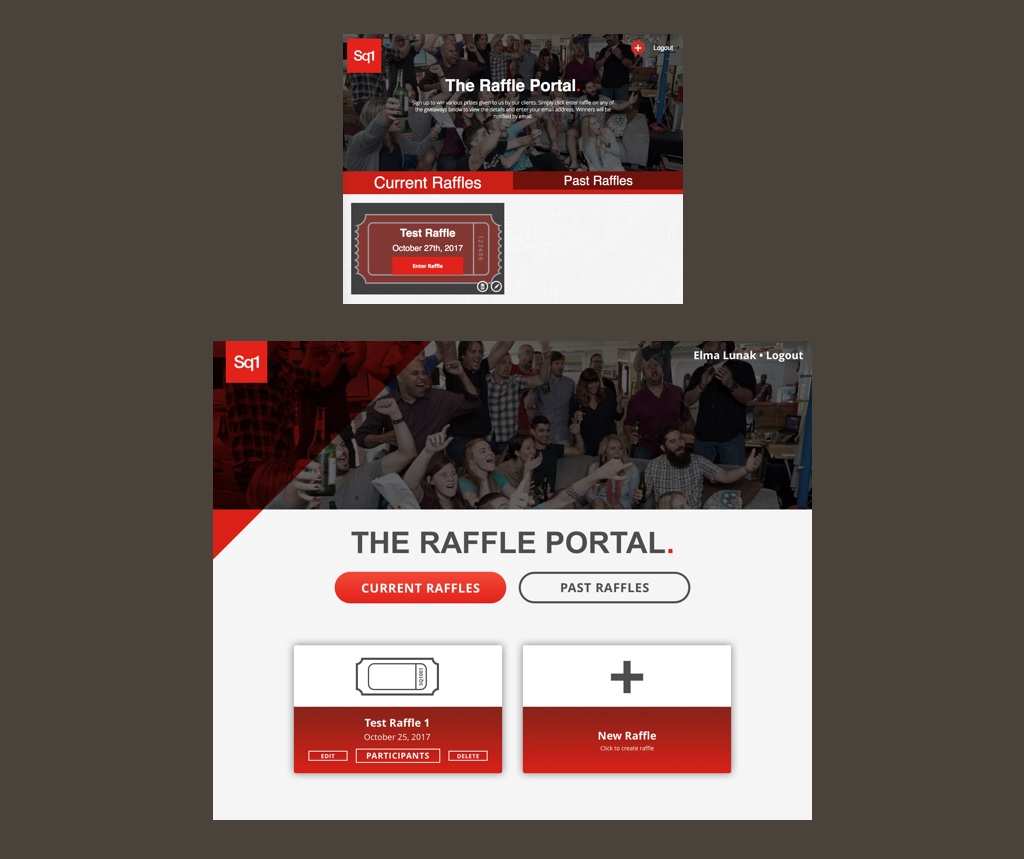 Sq1
Logout
The Raffle Portal.
Sign up to win various prizes given to us by our clients. Simply click enter raffle on any of
the giveaways below to view the details and enter your email address. Winners will be
notified by email.
Current Raffles
Past Raffles
Test Raffle
October 27th, 2017
123456
Enter Raffle
Sq1
Elma Lunak • Logout
THE RAFFLE PORTAL.
CURRENT RAFFLES
PAST RAFFLES
SQ1001
Test Raffle 1
October 25, 2017
EDIT
PARTICIPANTS
DELETE
New Raffle
Click to create raffle